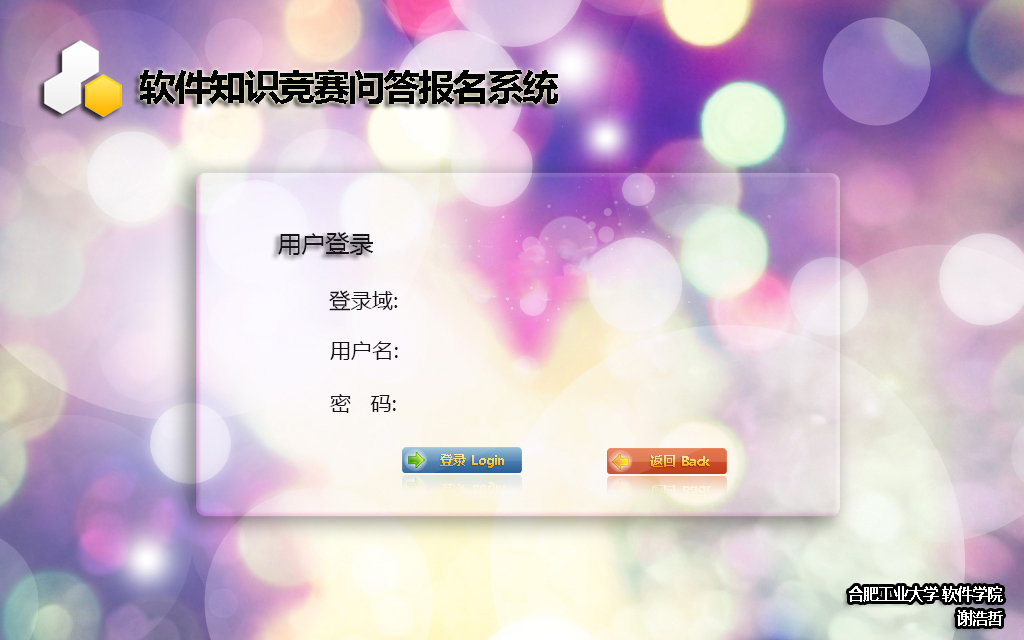 软件知识竞赛问答报名系统
用户登录
登录域:
用户名:
密 码:
登录 Login
返回 Back
合肥工业大学 软件学院
谢浩哲